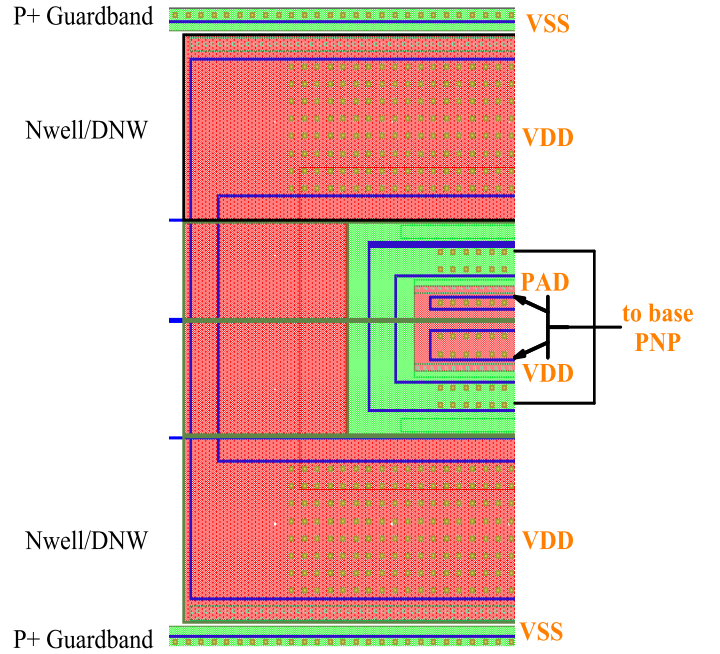 P+ Guardband
VSS
Nwell/DNW
VDD
PAD
to base
PNP
VDD
Nwell/DNW
VDD
VSS
P+ Guardband